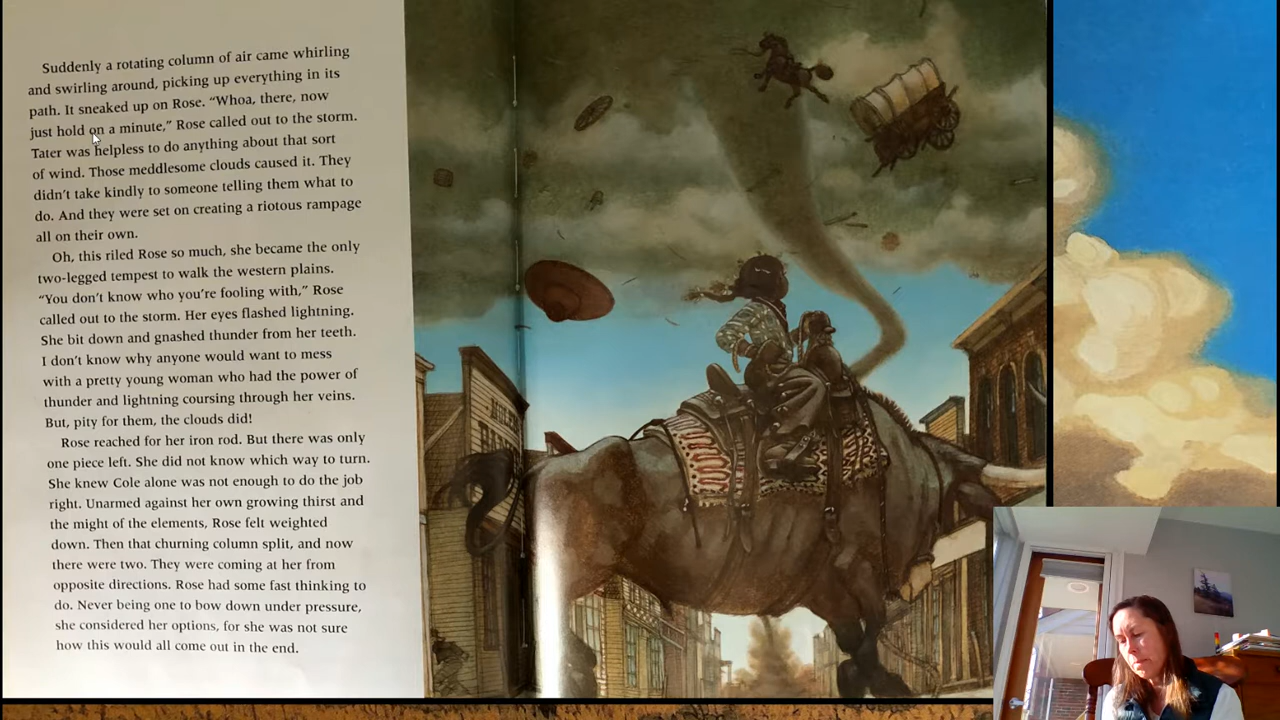 Suddenly a rotating column of air came whirling
and swirling around, picking up everything in its
path. It sneaked up on Rose. “Whoa, there, now
just hold on a minute,” Rose called out to the storm.
Tater was helpless to do anything about that sort
of wind. Those meddlesome clouds caused it. They
didn’t take kindly to someone telling them what to
do. And they were set on creating a riotous rampage
all on their own.
Oh, this riled Rose so much, she became the only
two-legged tempest to walk the western plains.
“You don’t know who you’re fooling with,” Rose
called out to the storm. Her eyes flashed lightning.
She bit down and gnashed thunder from her teeth.
I don’t know why anyone would want to mess
with a pretty young woman who had the power of
thunder and lightning coursing through her veins.
But, pity for them, the clouds did!
Rose reached for her iron rod. But there was only
one piece left. She did not know which way to turn.
She knew Cole alone was not enough to do the job
right. Unarmed against her own growing thirst and
the might of the elements, Rose felt weighted
down. Then that churning column split, and now
there were two. They were coming at her from
opposite directions. Rose had some fast thinking to
do. Never being one to bow down under pressure,
she considered her options, for she was not sure
how this would all come out in the end.